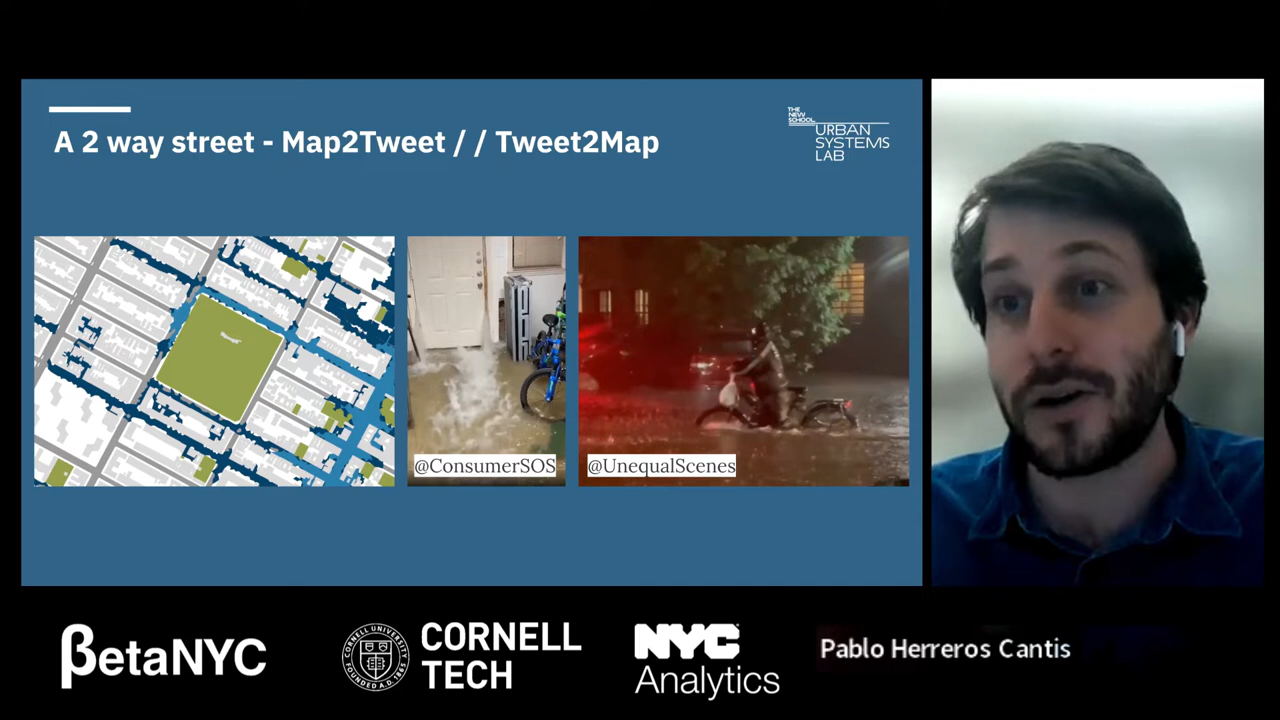 A 2 way street - Map2Tweet / / Tweet2Map
THE
NEW
SCHOOL
URBAN
SYSTEMS
LAB
@ConsumerSOS
@UnequalScenes
βetaNYC
CORNELL
TECH
NYC
Analytics
Pablo Herreros Cantis